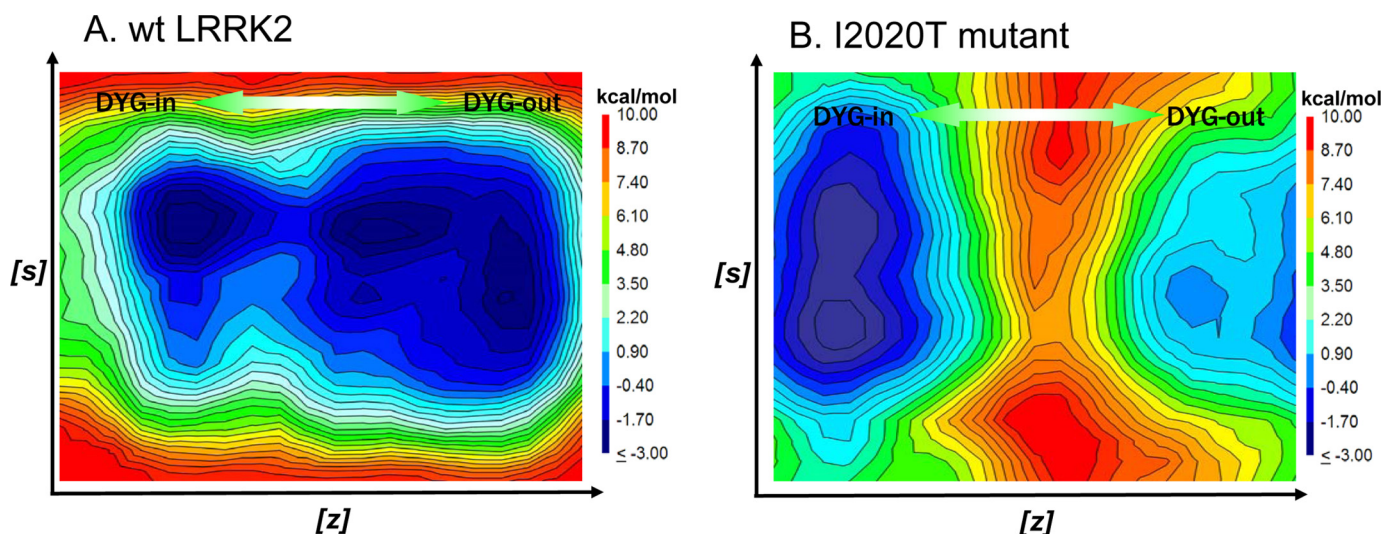 A. wt LRRK2
DYG-in
DYG-out
kcal/mol
10.00
8.70
7.40
6.10
4.80
3.50
2.20
0.90
-0.40
-1.70
≤ -3.00
[s]
[z]
B. I2020T mutant
DYG-in
DYG-out
kcal/mol
10.00
8.70
7.40
6.10
4.80
3.50
2.20
0.90
-0.40
-1.70
≤ -3.00
[s]
[z]